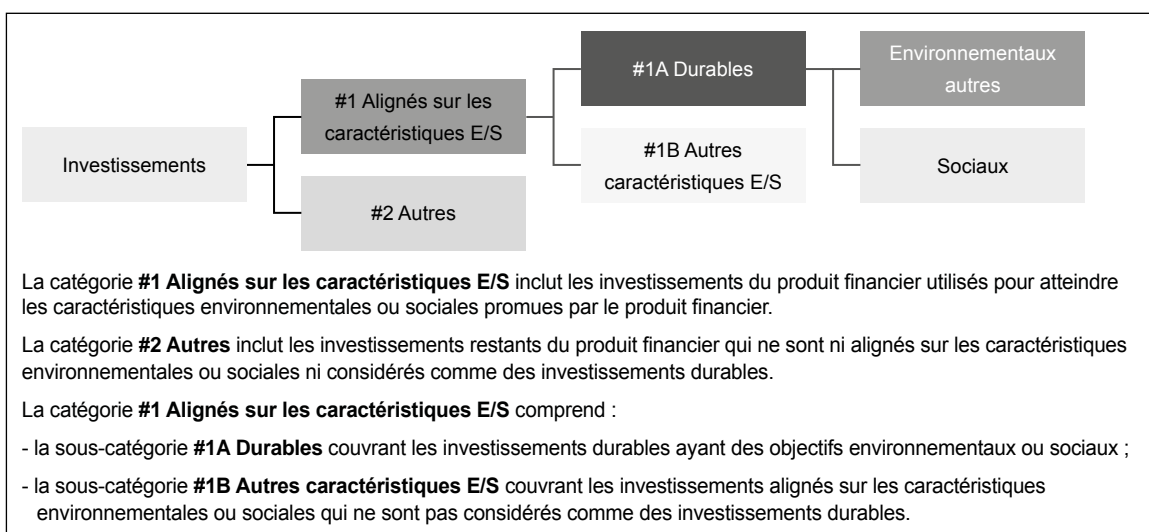 Investissements
#1 Alignés sur les
caractéristiques E/S
#2 Autres
#1A Durables
#1B Autres
caractéristiques E/S
Environnementaux
autres
Sociaux
La catégorie #1 Alignés sur les caractéristiques E/S inclut les investissements du produit financier utilisés pour atteindre
les caractéristiques environnementales ou sociales promues par le produit financier.
La catégorie #2 Autres inclut les investissements restants du produit financier qui ne sont ni alignés sur les caractéristiques
environnementales ou sociales ni considérés comme des investissements durables.
La catégorie #1 Alignés sur les caractéristiques E/S comprend :
- la sous-catégorie #1A Durables couvrant les investissements durables ayant des objectifs environnementaux ou sociaux ;
- la sous-catégorie #1B Autres caractéristiques E/S couvrant les investissements alignés sur les caractéristiques
environnementales ou sociales qui ne sont pas considérés comme des investissements durables.